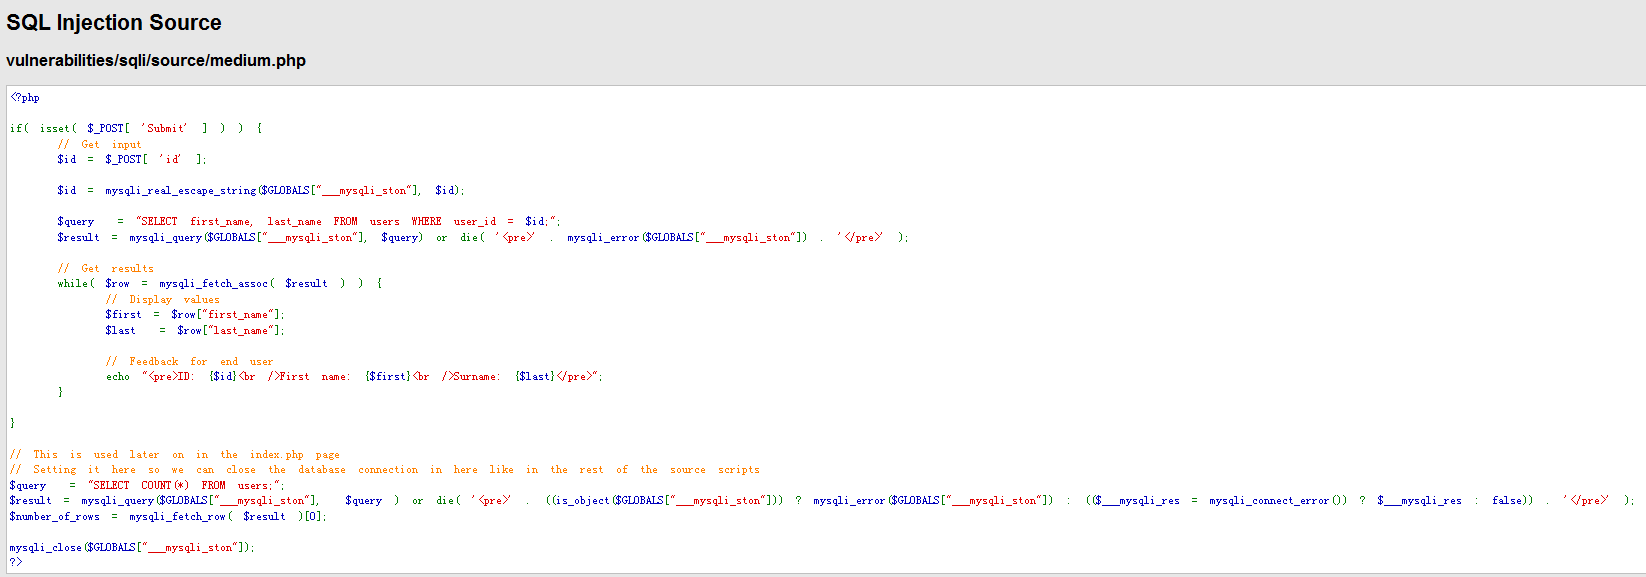 SQL Injection Source
vulnerabilities/sqli/source/medium.php
<?php
if( isset( $_POST[ 'Submit' ] ) ) {
// Get input
$id = $_POST[ 'id' ];
$id = mysqli_real_escape_string($GLOBALS["___mysqli_ston"], $id);
$query = "SELECT first_name, last_name FROM users WHERE user_id = $id;";
$result = mysqli_query($GLOBALS["___mysqli_ston"], $query) or die( '<pre>' . mysqli_error($GLOBALS["___mysqli_ston"]) . '</pre>' );
// Get results
while( $row = mysqli_fetch_assoc( $result ) ) {
// Display values
$first = $row["first_name"];
$last = $row["last_name"];
// Feedback for end user
echo "<pre>ID: {$id}<br />First name: {$first}<br />Surname: {$last}</pre>";
}
}
// This is used later on in the index.php page
// Setting it here so we can close the database connection in here like in the rest of the source scripts
$query = "SELECT COUNT(*) FROM users;";
$result = mysqli_query($GLOBALS["___mysqli_ston"], $query ) or die( '<pre>' . ((is_object($GLOBALS["___mysqli_ston"])) ? mysqli_error($GLOBALS["___mysqli_ston"]) : (($___mysqli_res = mysqli_connect_error()) ? $___mysqli_res : false)) . '</pre>' );
$number_of_rows = mysqli_fetch_row( $result )[0];
mysqli_close($GLOBALS["___mysqli_ston"]);
?>